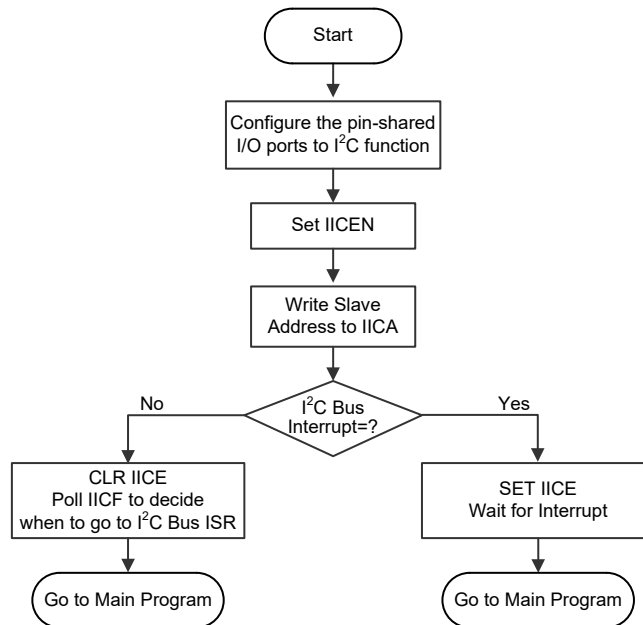 Start
Configure the pin-shared
I/O ports to I²C function
Set IICEN
Write Slave
Address to IICA
I²C Bus
Interrupt=?
No
Yes
CLR IICE
Poll IICF to decide
when to go to I²C Bus ISR
SET IICE
Wait for Interrupt
Go to Main Program
Go to Main Program